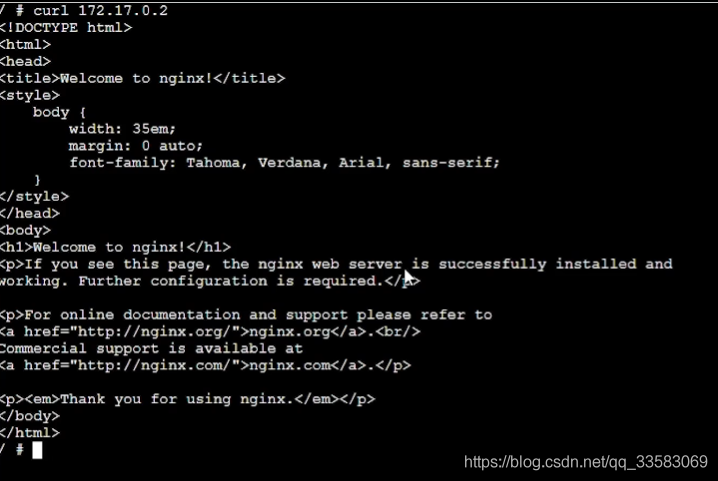 / # curl 172.17.0.2
<!DOCTYPE html>
<html>
<head>
<title>Welcome to nginx!</title>
<style>
    body {
        width: 35em;
        margin: 0 auto;
        font-family: Tahoma, Verdana, Arial, sans-serif;
    }
</style>
</head>
<body>
<h1>Welcome to nginx!</h1>
<p>If you see this page, the nginx web server is successfully installed and
working. Further configuration is required.</p>

<p>For online documentation and support please refer to
<a href="http://nginx.org/">nginx.org</a>.<br/>
Commercial support is available at
<a href="http://nginx.com/">nginx.com</a>.</p>

<p><em>Thank you for using nginx.</em></p>
</body>
</html>
/ #
https://blog.csdn.net/qq_33583069